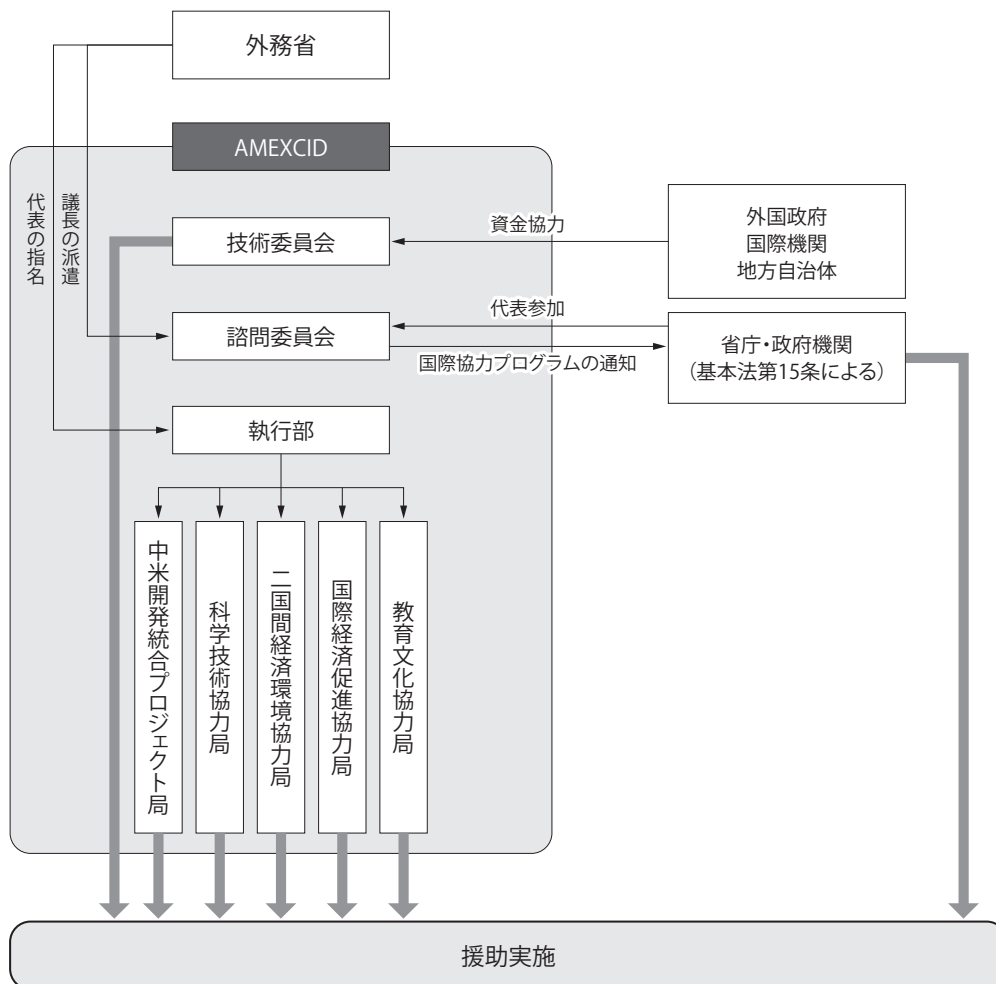 外務省
AMEXCID
代表の指名
議長の派遣
技術委員会
資金協力
外国政府
国際機関
地方自治体
諮問委員会
代表参加
国際協力プログラムの通知
省庁・政府機関
（基本法第15条による）
執行部
中米開発統合プロジェクト局
科学技術協力局
二国間経済環境協力局
国際経済促進協力局
教育文化協力局
援助実施